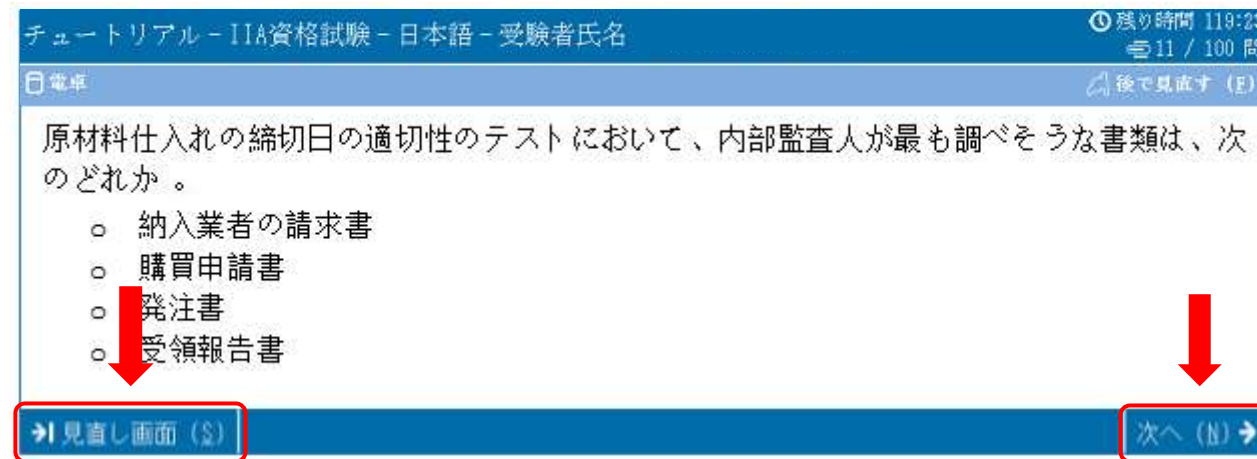 チュートリアル - IIA資格試験 - 日本語 - 受験者氏名
残り時間 119:23
11 / 100 問
電卓
後で見直す (F)
原材料仕入れの締切日の適切性のテストにおいて、内部監査人が最も調べそうな書類は、次
のどれか。
納入業者の請求書
購買申請書
発注書
受領報告書
見直し画面 (S)
次へ (N)